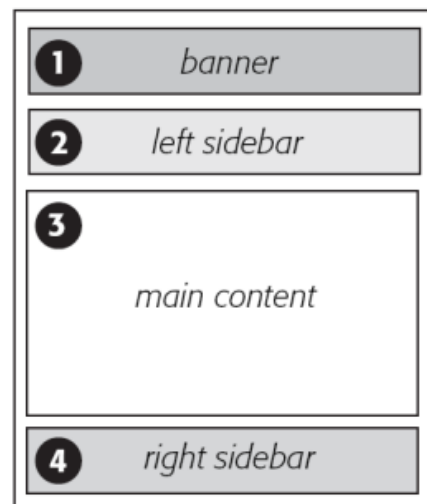 1 banner
2 left sidebar
3
main content
4 right sidebar